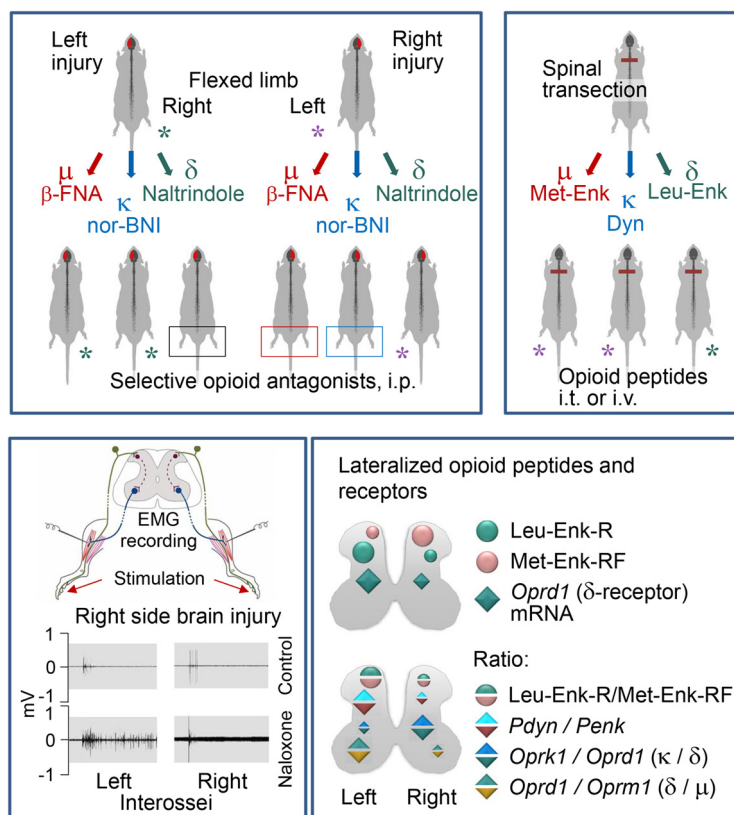 Left
injury
Right
injury
Flexed limb
Right
Left
*
*
μ
β-FNA
κ
nor-BNI
δ
Naltrindole
μ
β-FNA
κ
nor-BNI
δ
Naltrindole
*
*
*
Selective opioid antagonists, i.p.
Spinal
transection
μ
Met-Enk
κ
Dyn
δ
Leu-Enk
*
*
*
Opioid peptides
i.t. or i.v.
EMG
recording
Stimulation
Right side brain injury
1
0
-1
1
0
-1
mV
Control
Naloxone
Left
Right
Interossei
Lateralized opioid peptides and
receptors
Leu-Enk-R
Met-Enk-RF
Oprd1 (δ-receptor)
mRNA
Ratio:
Leu-Enk-R/Met-Enk-RF
Pdyn / Penk
Oprk1 / Oprd1 (κ / δ)
Oprd1 / Oprm1 (δ / μ)
Left
Right